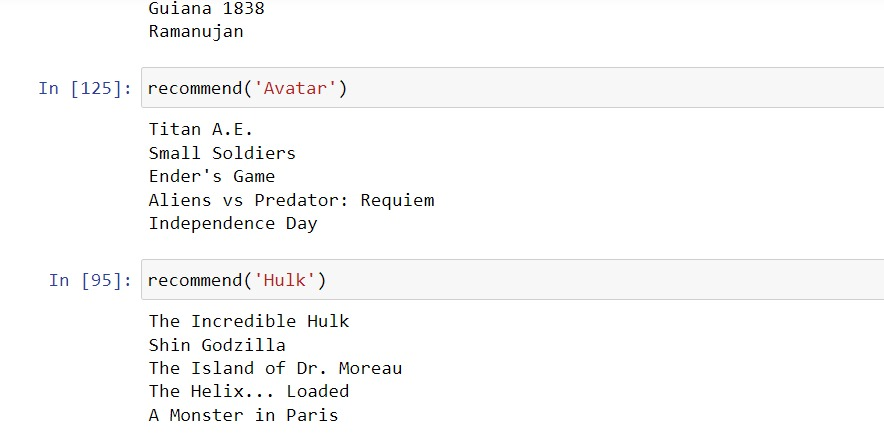 Guiana 1838
Ramanujan
In [125]: recommend('Avatar')
Titan A.E.
Small Soldiers
Ender's Game
Aliens vs Predator: Requiem
Independence Day
In [95]: recommend('Hulk')
The Incredible Hulk
Shin Godzilla
The Island of Dr. Moreau
The Helix... Loaded
A Monster in Paris